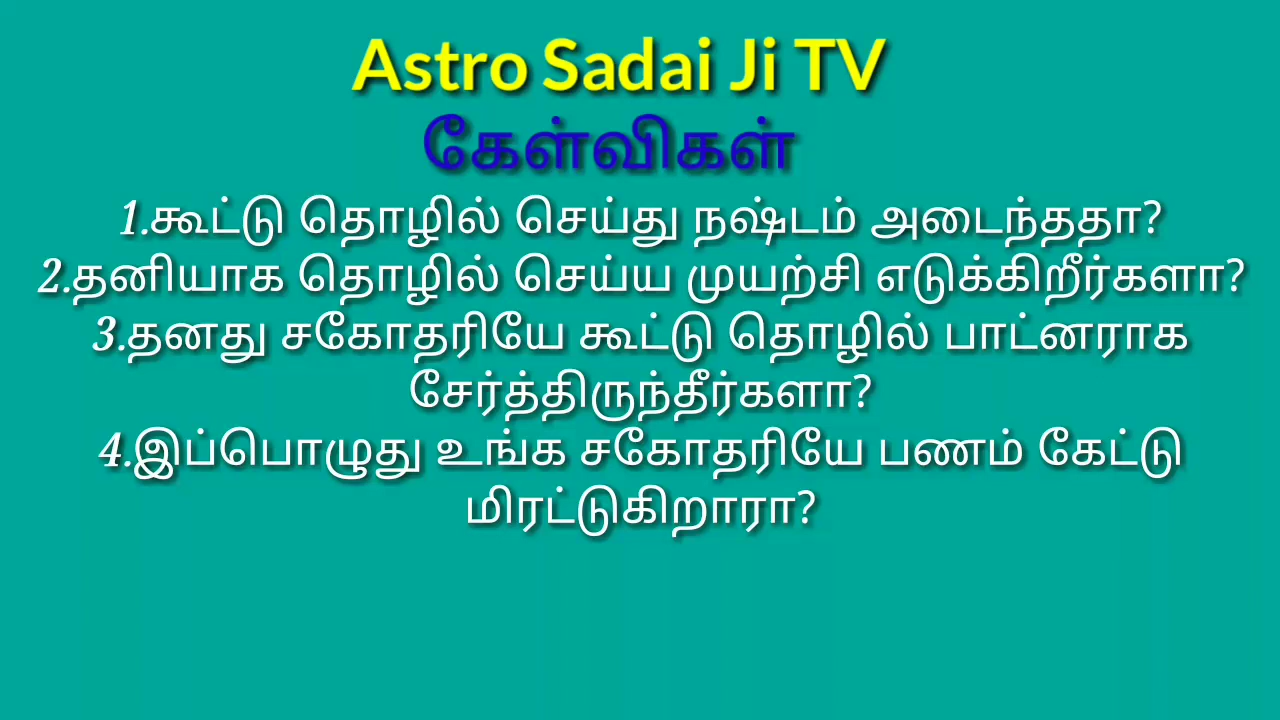 Astro Sadai Ji TV
கேள்விகள்
1.கூட்டு தொழில் செய்து நஷ்டம் அடைந்ததா?
2.தனியாக தொழில் செய்ய முயற்சி எடுக்கிறீர்களா?
3.தனது சகோதரியே கூட்டு தொழில் பாட்னராக
சேர்த்திருந்தீர்களா?
4.இப்பொழுது உங்க சகோதரியே பணம் கேட்டு
மிரட்டுகிறாரா?